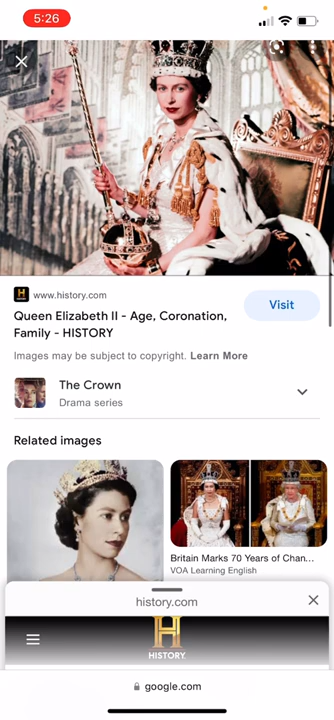 5:26
www.history.com
Queen Elizabeth II - Age, Coronation,
Family - HISTORY
Visit
Images may be subject to copyright. Learn More
The Crown
Drama series
Related images
Britain Marks 70 Years of Chan...
VOA Learning English
history.com
H
HISTORY
google.com